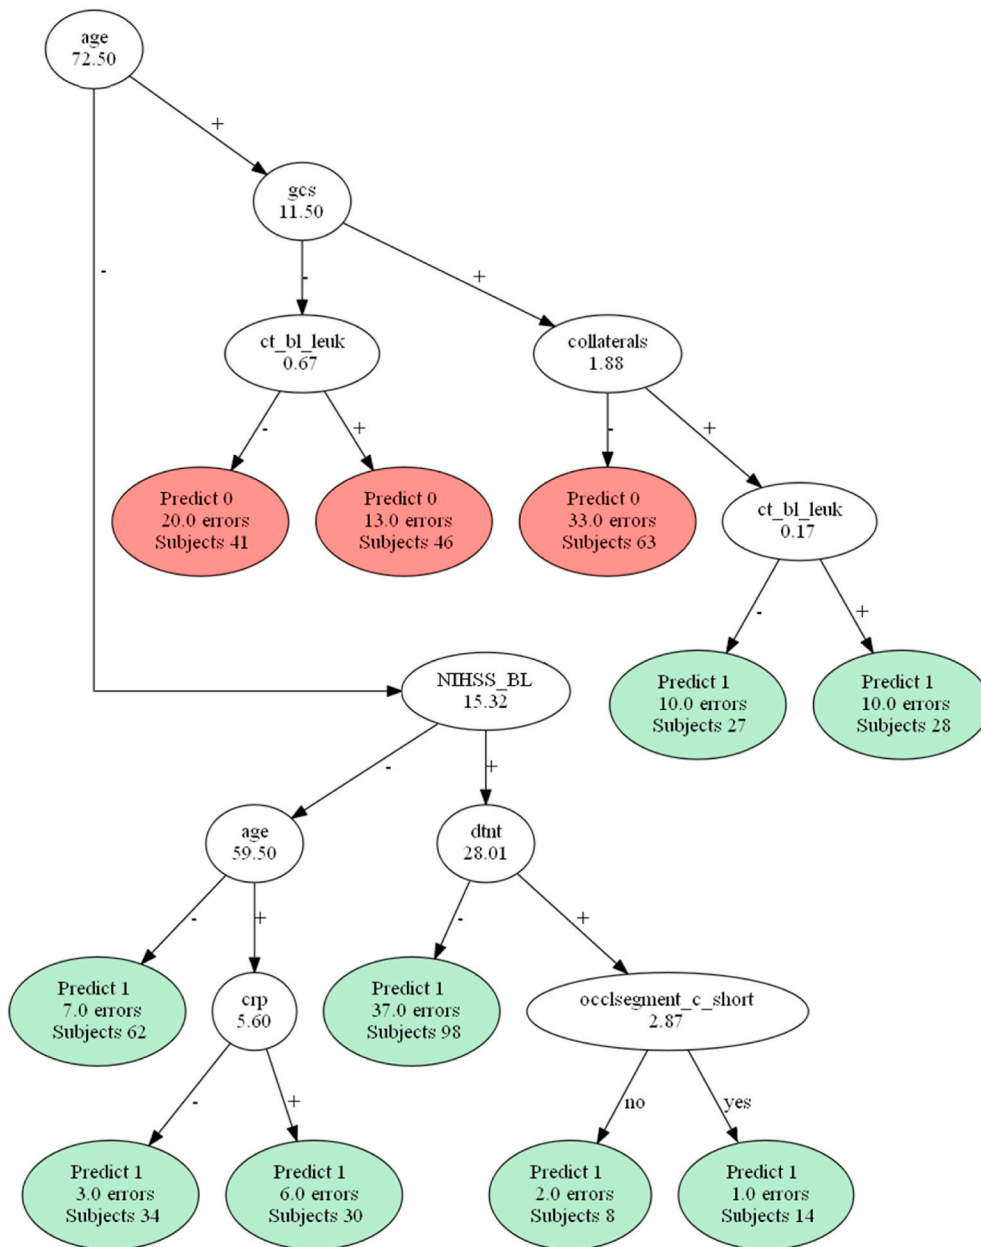 age
72.50
+
gcs
11.50
-
-
+
ct_bl_leuk
0.67
collaterals
1.88
-
+
-
+
Predict 0
20.0 errors
Subjects 41
Predict 0
13.0 errors
Subjects 46
Predict 0
33.0 errors
Subjects 63
ct_bl_leuk
0.17
-
+
NIHSS_BL
15.32
Predict 1
10.0 errors
Subjects 27
Predict 1
10.0 errors
Subjects 28
-
+
age
59.50
dtnt
28.01
-
+
-
+
Predict 1
7.0 errors
Subjects 62
crp
5.60
Predict 1
37.0 errors
Subjects 98
occlsegment_c_short
2.87
-
+
no
yes
Predict 1
3.0 errors
Subjects 34
Predict 1
6.0 errors
Subjects 30
Predict 1
2.0 errors
Subjects 8
Predict 1
1.0 errors
Subjects 14